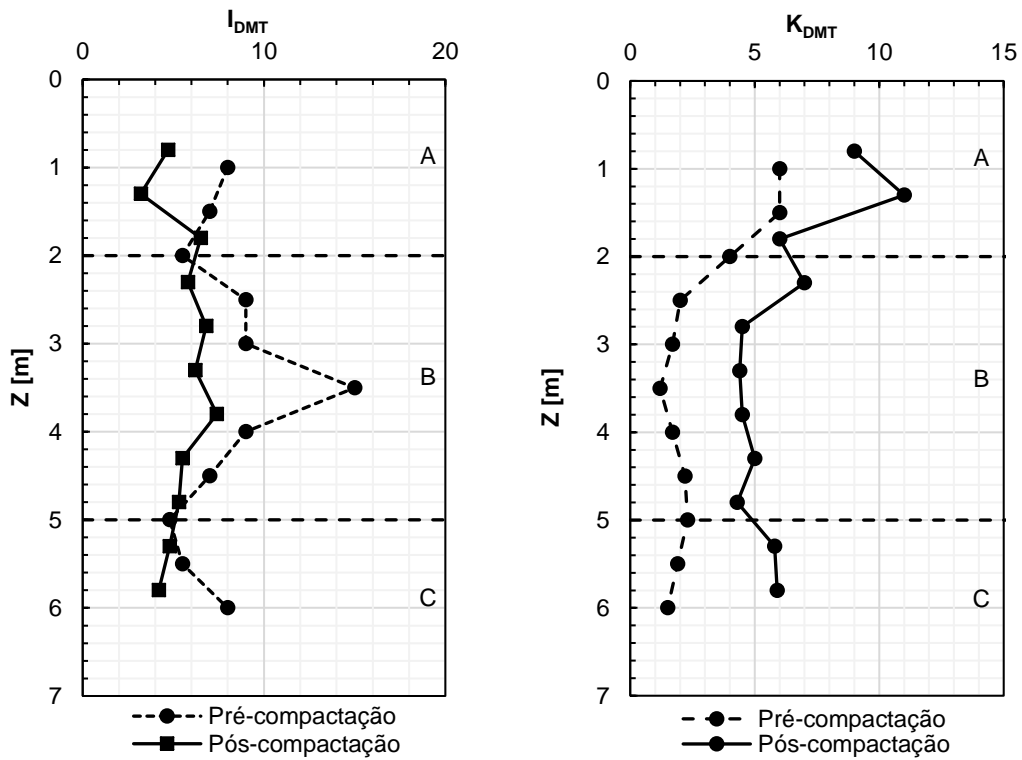 I_DMT
0 10 20
0
1
2
3
4
5
6
7
Z [m]
A
B
C
Pré-compactação
Pós-compactação
K_DMT
0 5 10 15
0
1
2
3
4
5
6
7
Z [m]
A
B
C
Pré-compactação
Pós-compactação